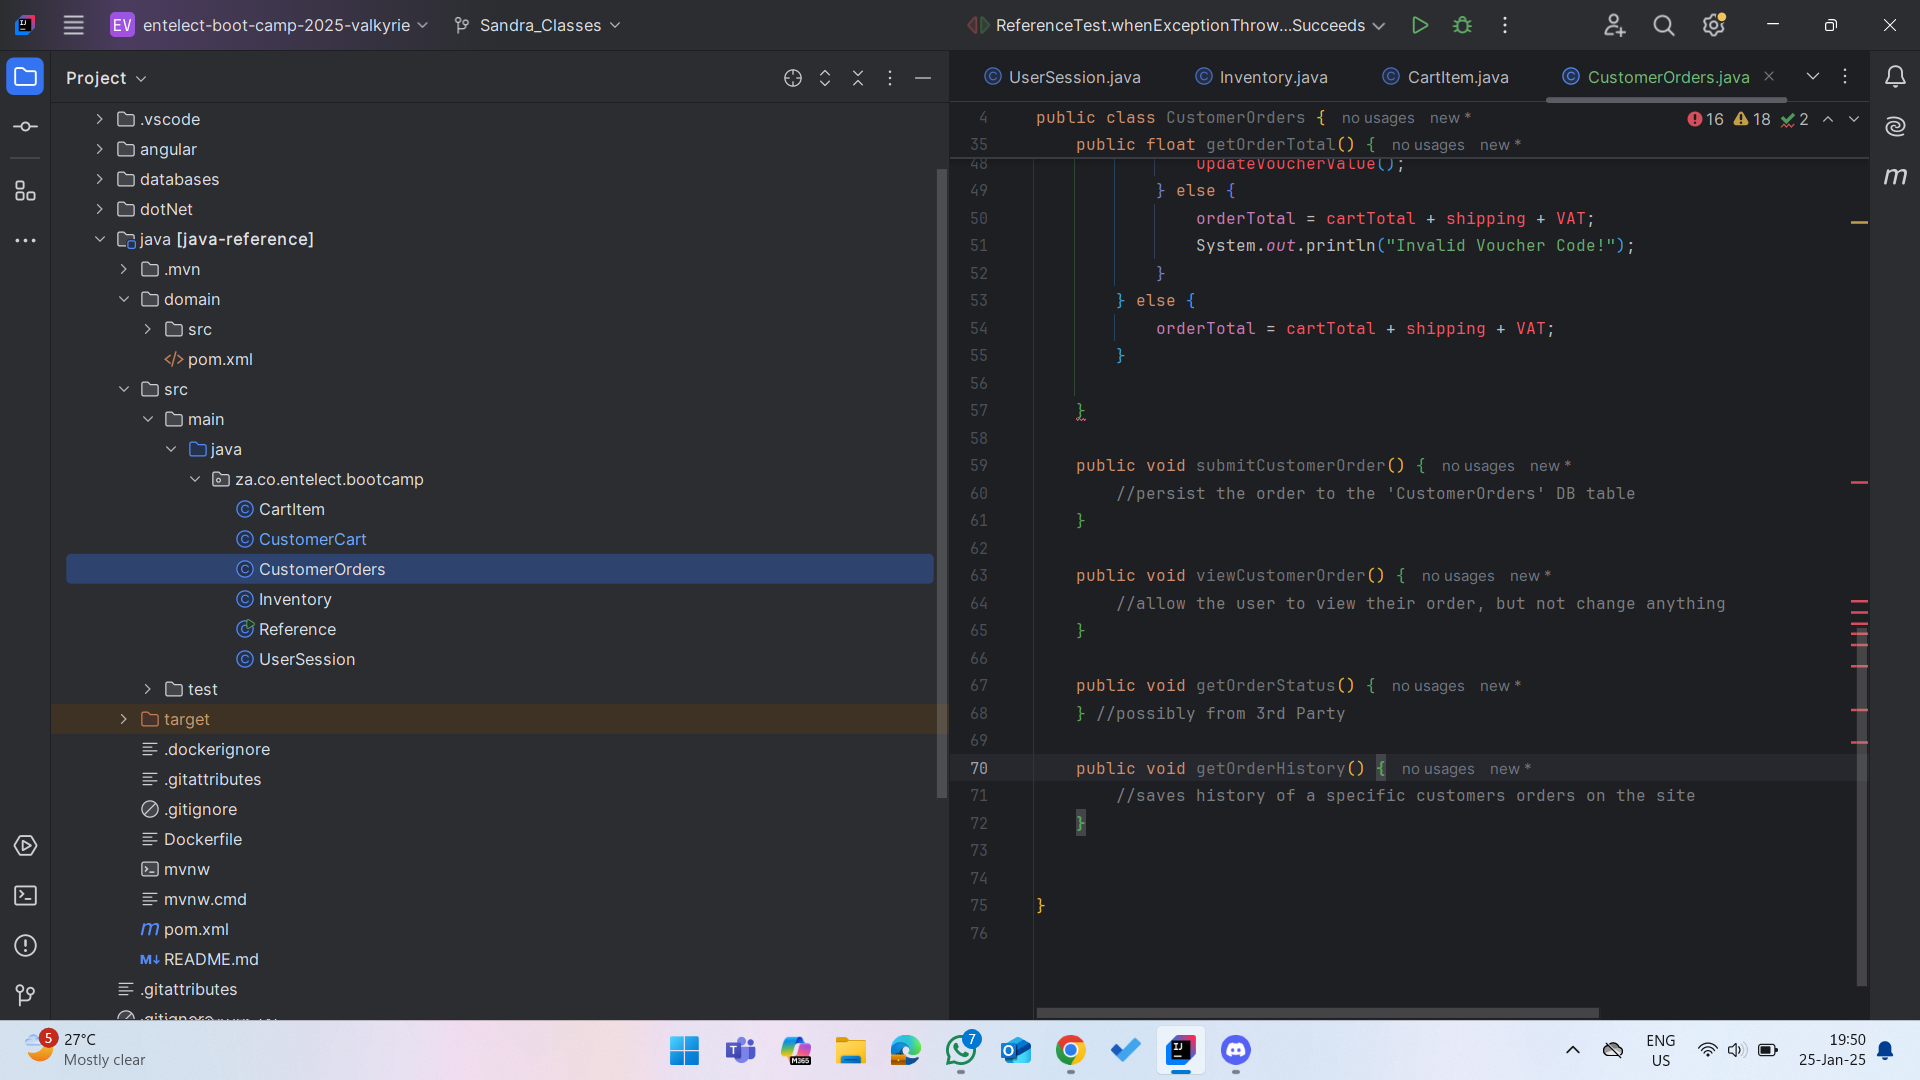 EV entelect-boot-camp-2025-valkyrie
Sandra_Classes
ReferenceTest.whenExceptionThrow...Succeeds
Project
UserSession.java
Inventory.java
CartItem.java
CustomerOrders.java
.vscode
angular
databases
dotNet
java [java-reference]
.mvn
domain
src
pom.xml
src
main
java
za.co.entelect.bootcamp
CartItem
CustomerCart
CustomerOrders
Inventory
Reference
UserSession
test
target
.dockerignore
.gitattributes
.gitignore
Dockerfile
mvnw
mvnw.cmd
pom.xml
README.md
.gitattributes
4 public class CustomerOrders { no usages new *
16 18 2
35 public float getOrderTotal() { no usages new *
48 updateVoucherValue();
49 } else {
50 orderTotal = cartTotal + shipping + VAT;
51 System.out.println("Invalid Voucher Code!");
52 }
53 } else {
54 orderTotal = cartTotal + shipping + VAT;
55 }
56
57 }
58
59 public void submitCustomerOrder() { no usages new *
60 //persist the order to the 'CustomerOrders' DB table
61 }
62
63 public void viewCustomerOrder() { no usages new *
64 //allow the user to view their order, but not change anything
65 }
66
67 public void getOrderStatus() { no usages new *
68 } //possibly from 3rd Party
69
70 public void getOrderHistory() { no usages new *
71 //saves history of a specific customers orders on the site
72 }
73
74
75 }
76
5
27°C
Mostly clear
M365
7
ENG
US
19:50
25-Jan-25